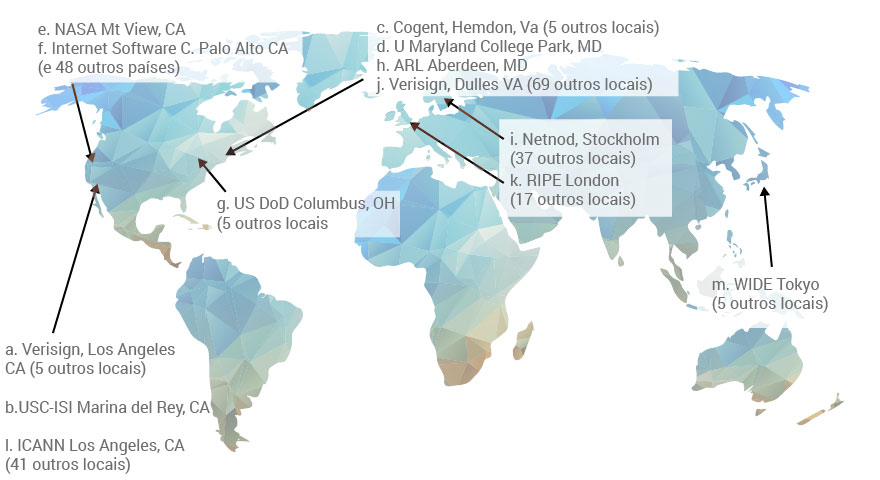 e. NASA Mt View, CA
f. Internet Software C. Palo Alto CA
(e 48 outros países)
c. Cogent, Hemdon, Va (5 outros locais)
d. U Maryland College Park, MD
h. ARL Aberdeen, MD
j. Verisign, Dulles VA (69 outros locais)
i. Netnod, Stockholm
(37 outros locais)
k. RIPE London
(17 outros locais)
g. US DoD Columbus, OH
(5 outros locais
m. WIDE Tokyo
(5 outros locais)
a. Verisign, Los Angeles
CA (5 outros locais)
b.USC-ISI Marina del Rey, CA
l. ICANN Los Angeles, CA
(41 outros locais)